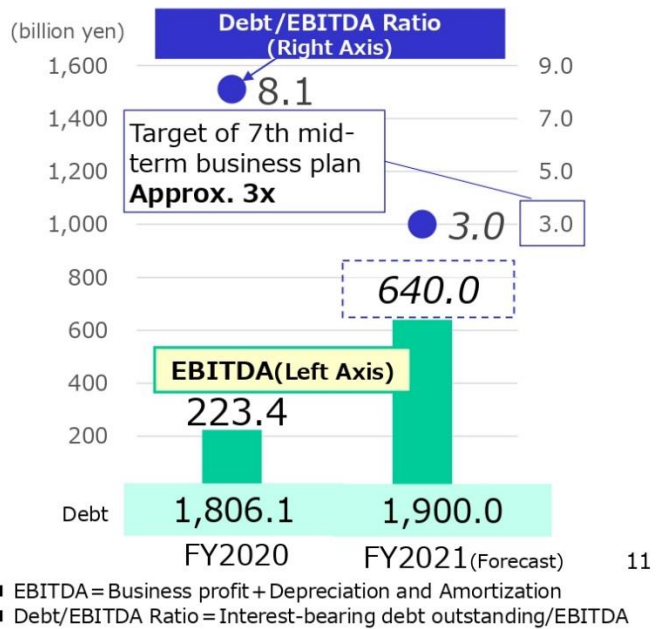 (billion yen)
Debt/EBITDA Ratio
(Right Axis)
1,600
9.0
8.1
1,400
7.0
Target of 7th mid-
term business plan
Approx. 3x
1,200
5.0
1,000
3.0
3.0
800
640.0
600
EBITDA(Left Axis)
400
223.4
200
Debt
1,806.1
1,900.0
FY2020
FY2021(Forecast)
11
EBITDA=Business profit+Depreciation and Amortization
Debt/EBITDA Ratio=Interest-bearing debt outstanding/EBITDA